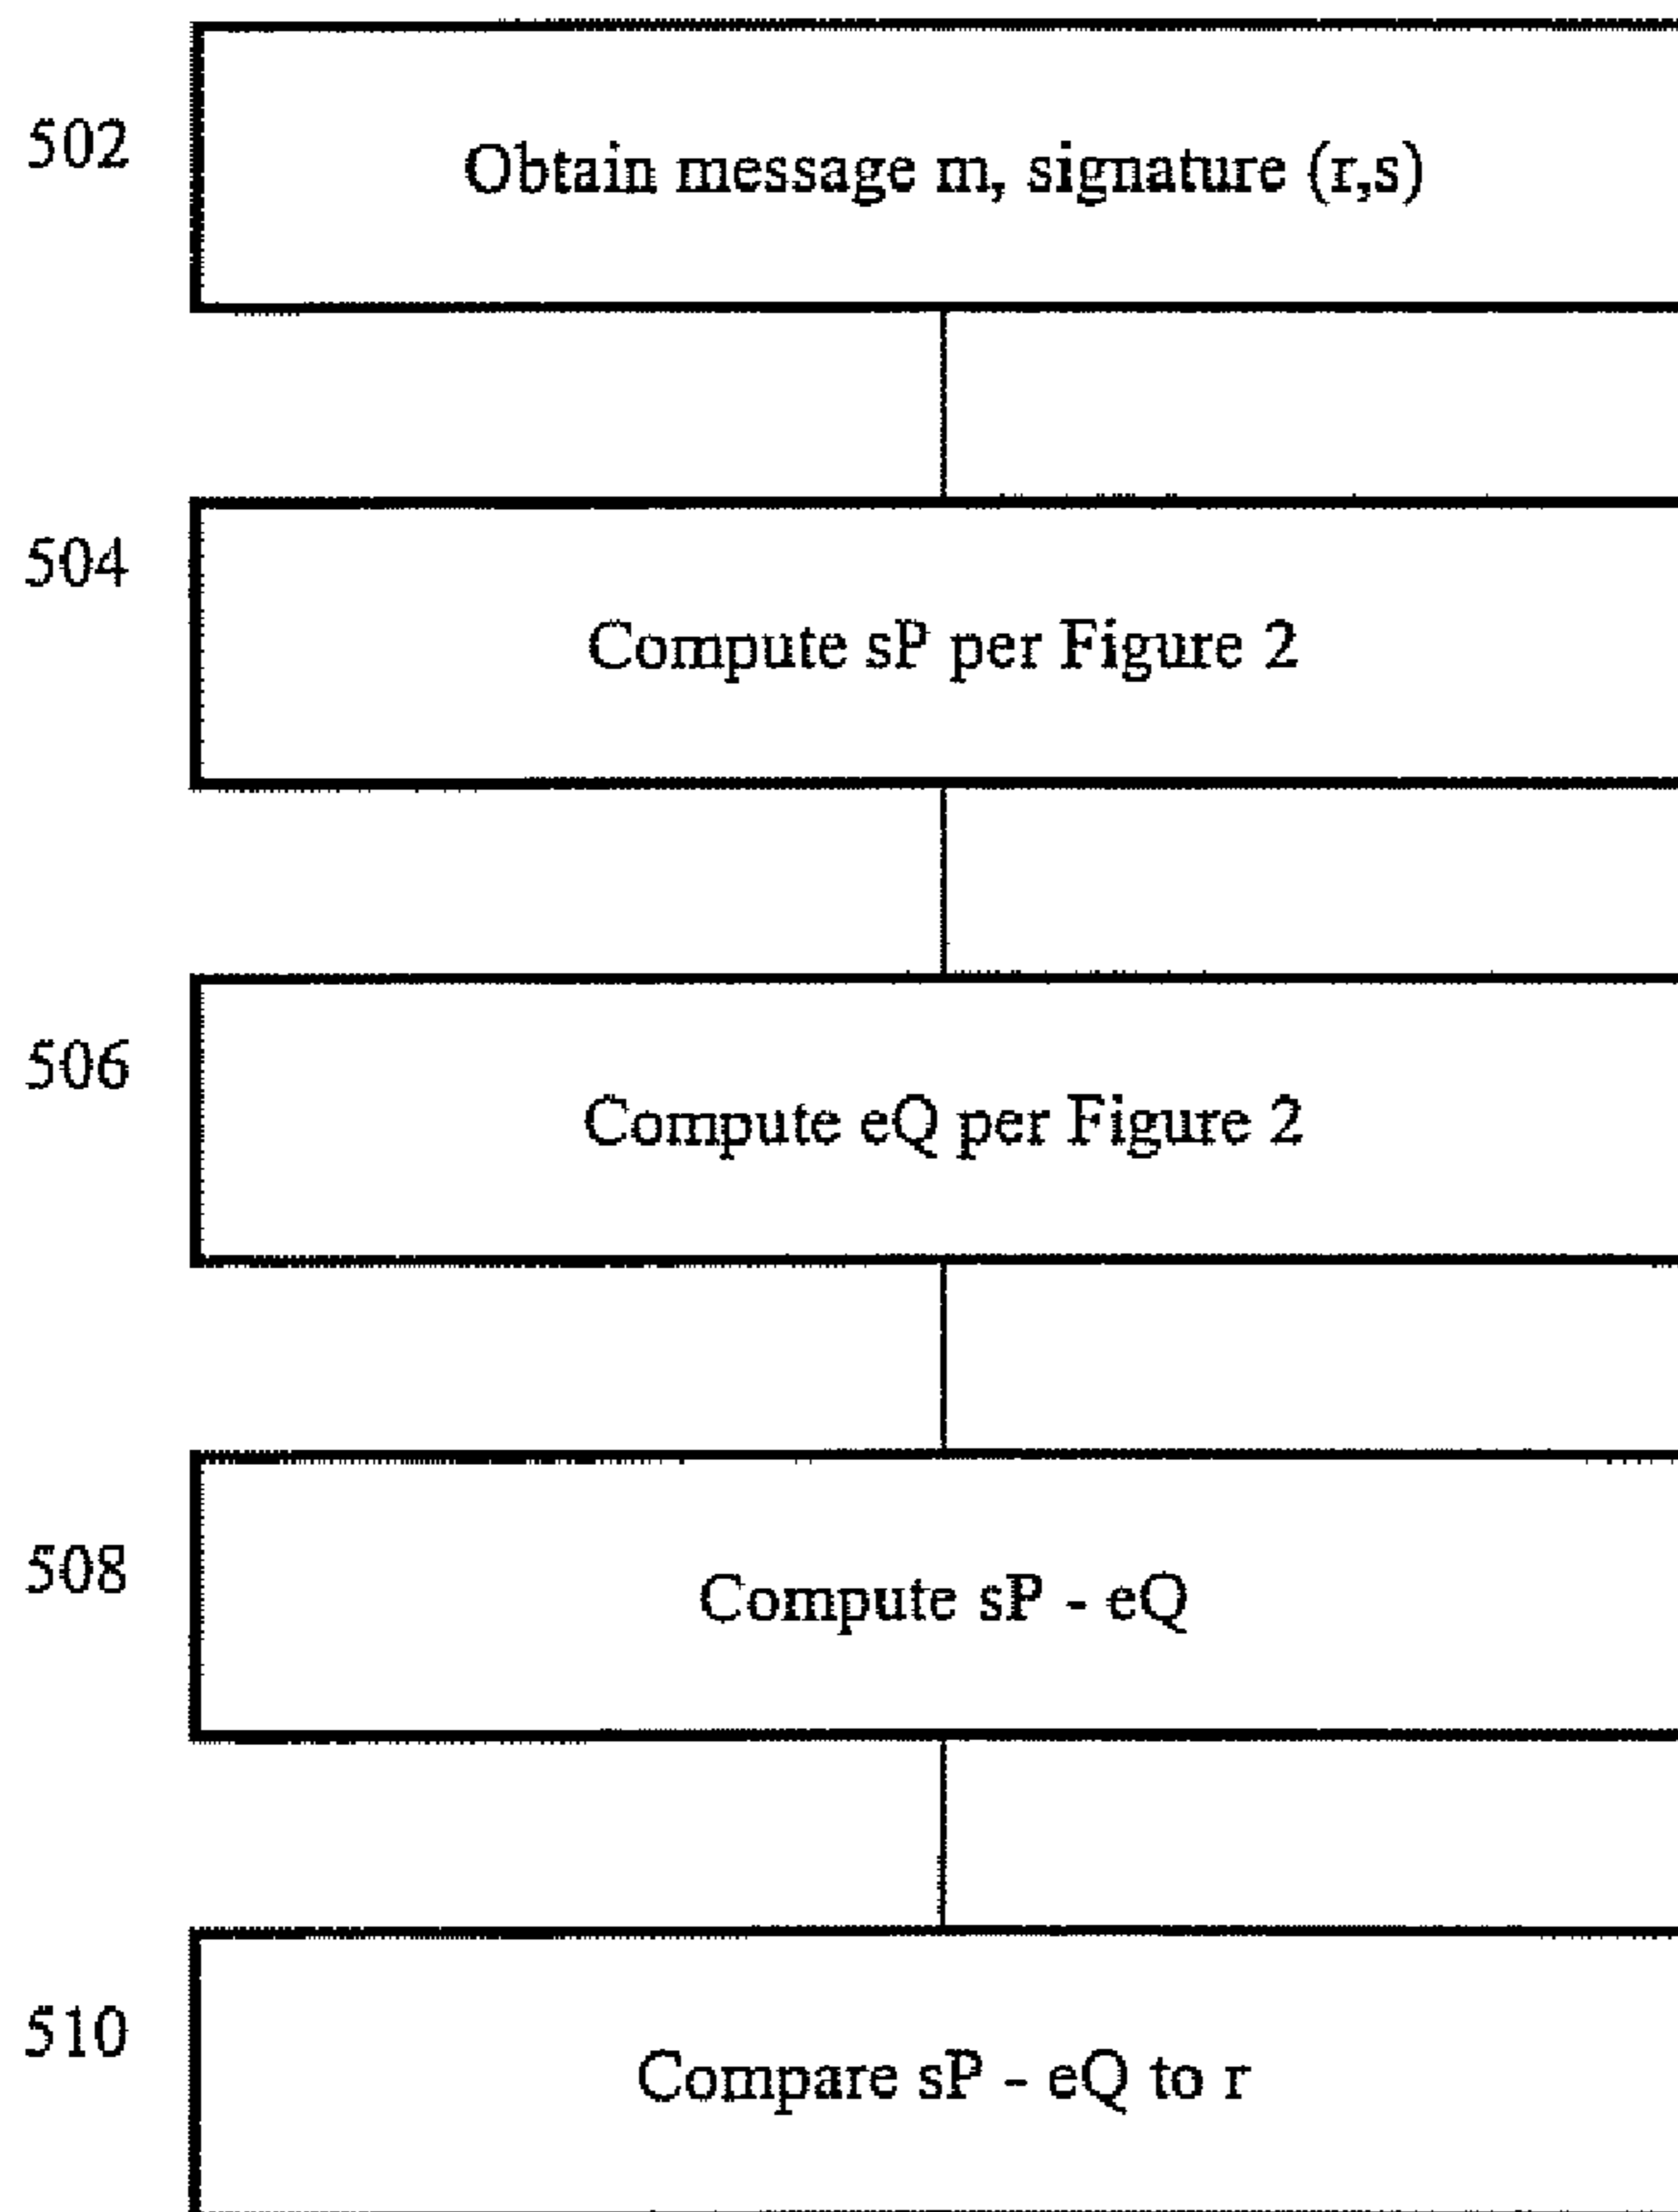 502
Obtain message m, signature (r,s)
504
Compute sP per Figure 2
506
Compute eQ per Figure 2
508
Compute sP - eQ
510
Compare sP - eQ to r